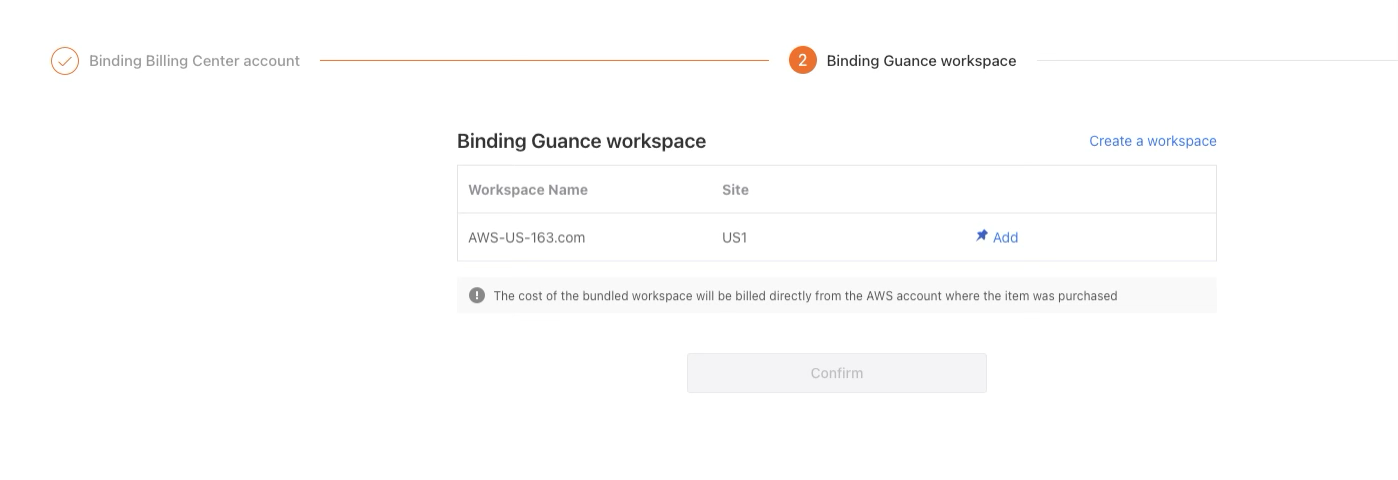 Binding Billing Center account
2 Binding Guance workspace
Binding Guance workspace Create a workspace
Workspace Name Site
AWS-US-163.com US1 Add
The cost of the bundled workspace will be billed directly from the AWS account where the item was purchased
Confirm